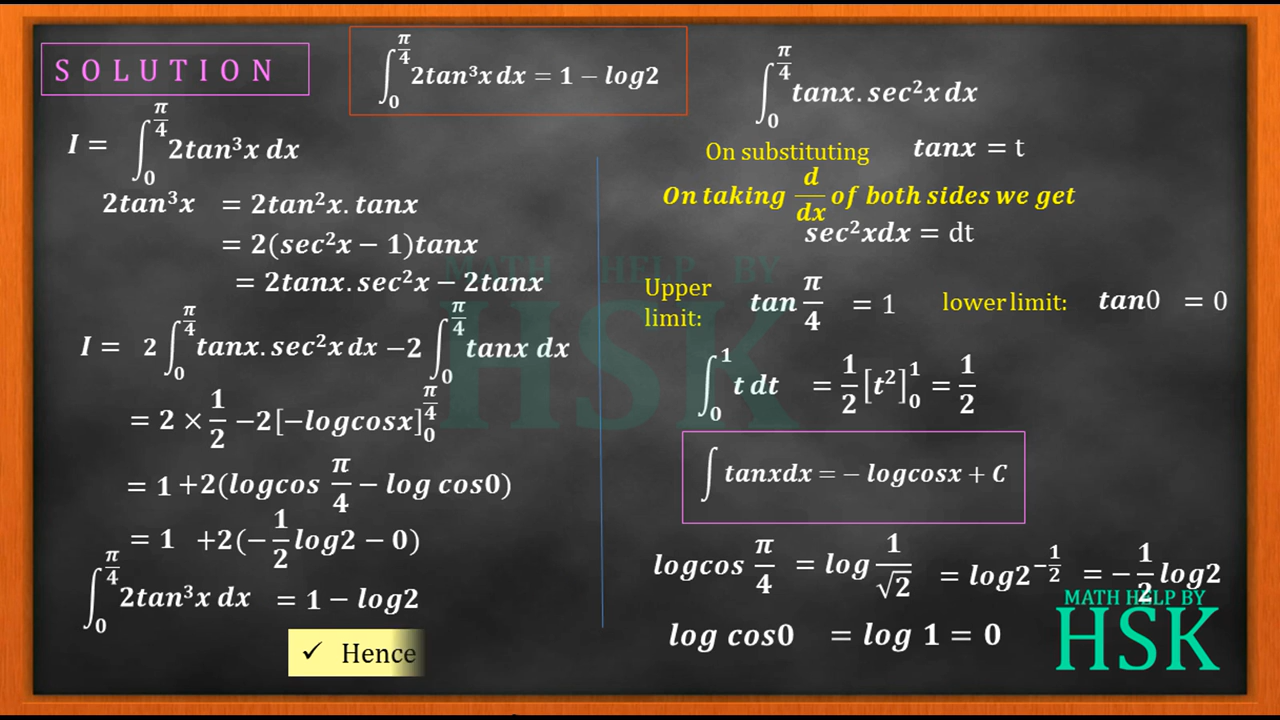 SOLUTION
∫₀^(π/4) 2tan³x dx = 1 − log2
I = ∫₀^(π/4) 2tan³x dx
2tan³x = 2tan²x. tanx
= 2(sec²x − 1)tanx
= 2tanx. sec²x − 2tanx
I = 2 ∫₀^(π/4) tanx. sec²x dx −2 ∫₀^(π/4) tanx dx
= 2 × 1/2 −2[−logcosx]₀^(π/4)
= 1 +2(logcos π/4 − log cos0)
= 1 +2(−1/2 log2 − 0)
∫₀^(π/4) 2tan³x dx = 1 − log2
✓ Hence
∫₀^(π/4) tanx. sec²x dx
On substituting tanx = t
On taking d/dx of both sides we get
sec²xdx = dt
Upper limit: tan π/4 = 1 lower limit: tan0 = 0
∫₀¹ t dt = 1/2 [t²]₀¹ = 1/2
∫ tanxdx = − logcosx + C
logcos π/4 = log 1/√2 = log2^(−1/2) = −1/2 log2
log cos0 = log 1 = 0
MATH HELP BY
HSK
MATH HELP BY
HSK